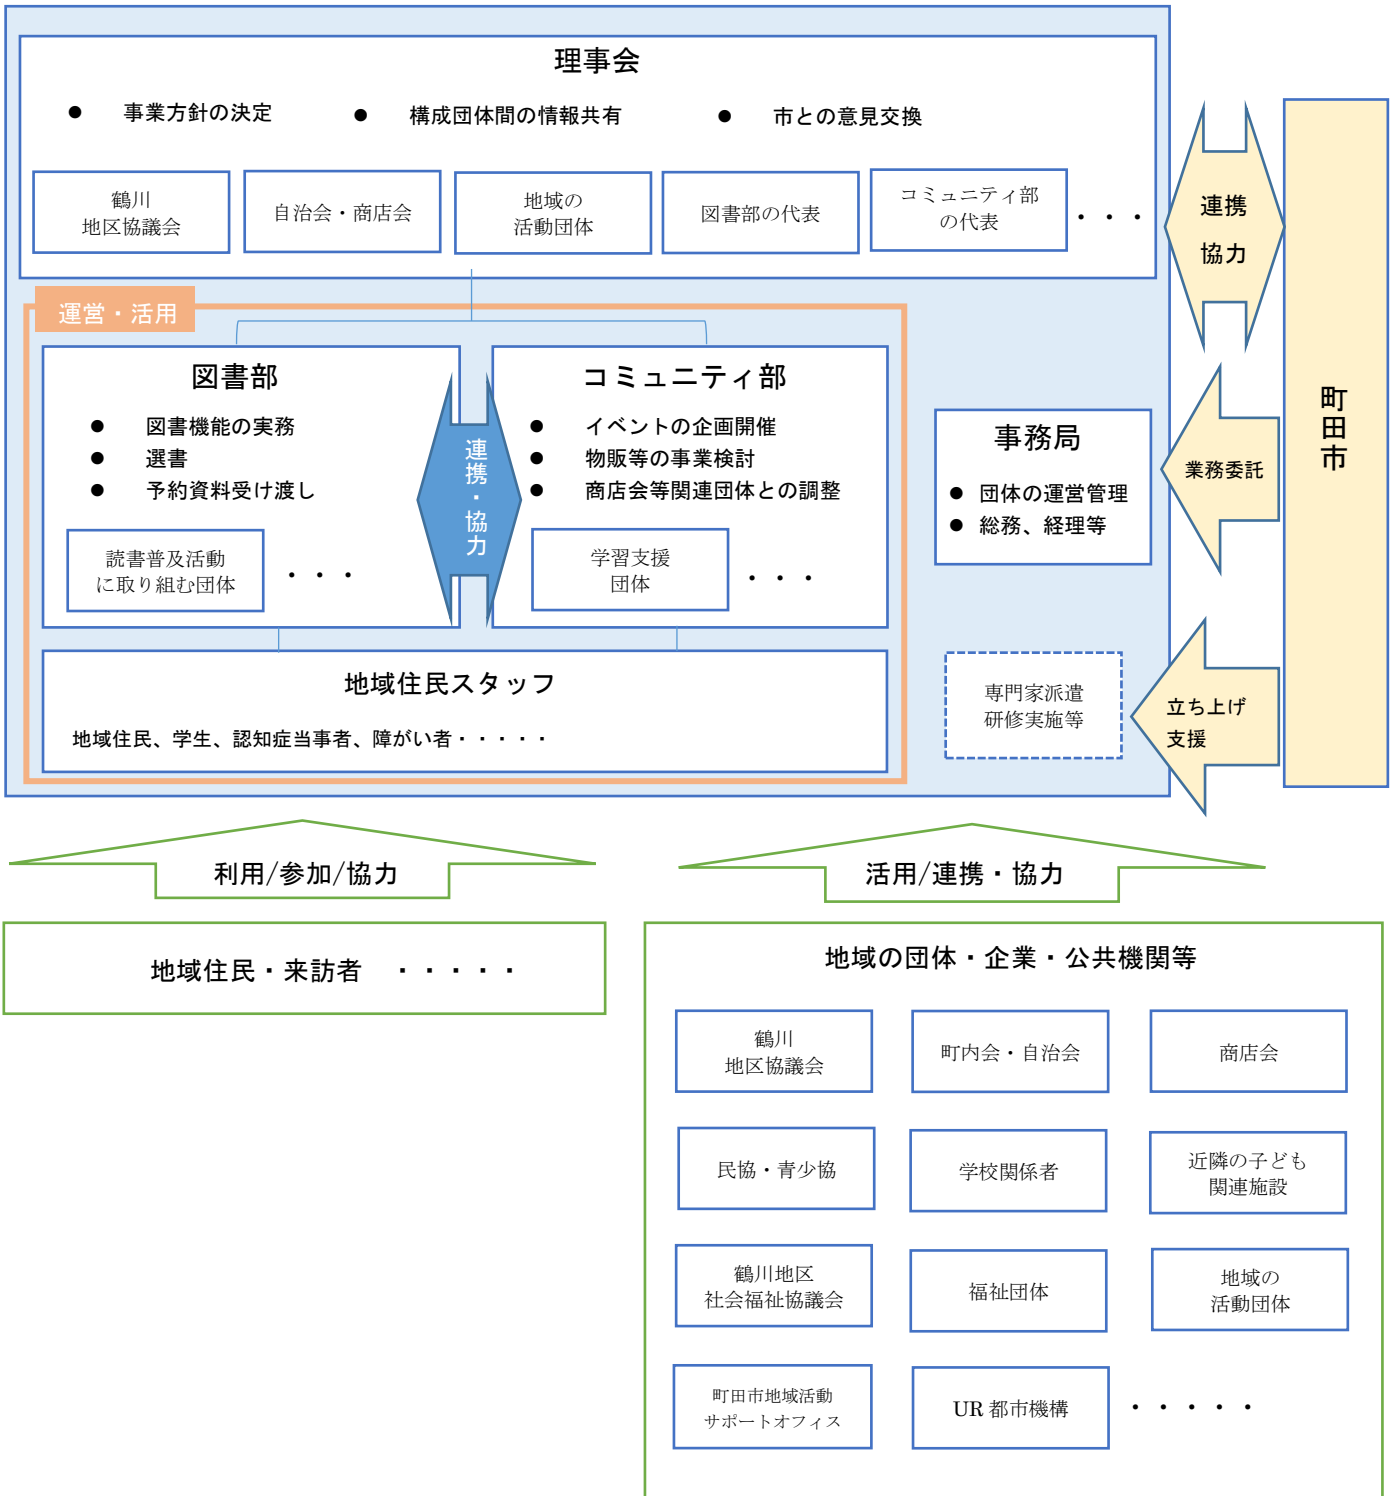 理事会
● 事業方針の決定 ● 構成団体間の情報共有 ● 市との意見交換
鶴川
地区協議会
自治会・商店会
地域の
活動団体
図書部の代表
コミュニティ部
の代表
・・・
連携
協力
町田市
運営・活用
図書部
● 図書機能の実務
● 選書
● 予約資料受け渡し
読書普及活動
に取り組む団体
・・・
連携・協力
コミュニティ部
● イベントの企画開催
● 物販等の事業検討
● 商店会等関連団体との調整
学習支援
団体
・・・
事務局
● 団体の運営管理
● 総務、経理等
業務委託
地域住民スタッフ
地域住民、学生、認知症当事者、障がい者・・・・・
専門家派遣
研修実施等
立ち上げ
支援
利用/参加/協力
活用/連携・協力
地域住民・来訪者 ・・・・・
地域の団体・企業・公共機関等
鶴川
地区協議会
町内会・自治会
商店会
民協・青少協
学校関係者
近隣の子ども
関連施設
鶴川地区
社会福祉協議会
福祉団体
地域の
活動団体
町田市地域活動
サポートオフィス
UR 都市機構
・・・・・